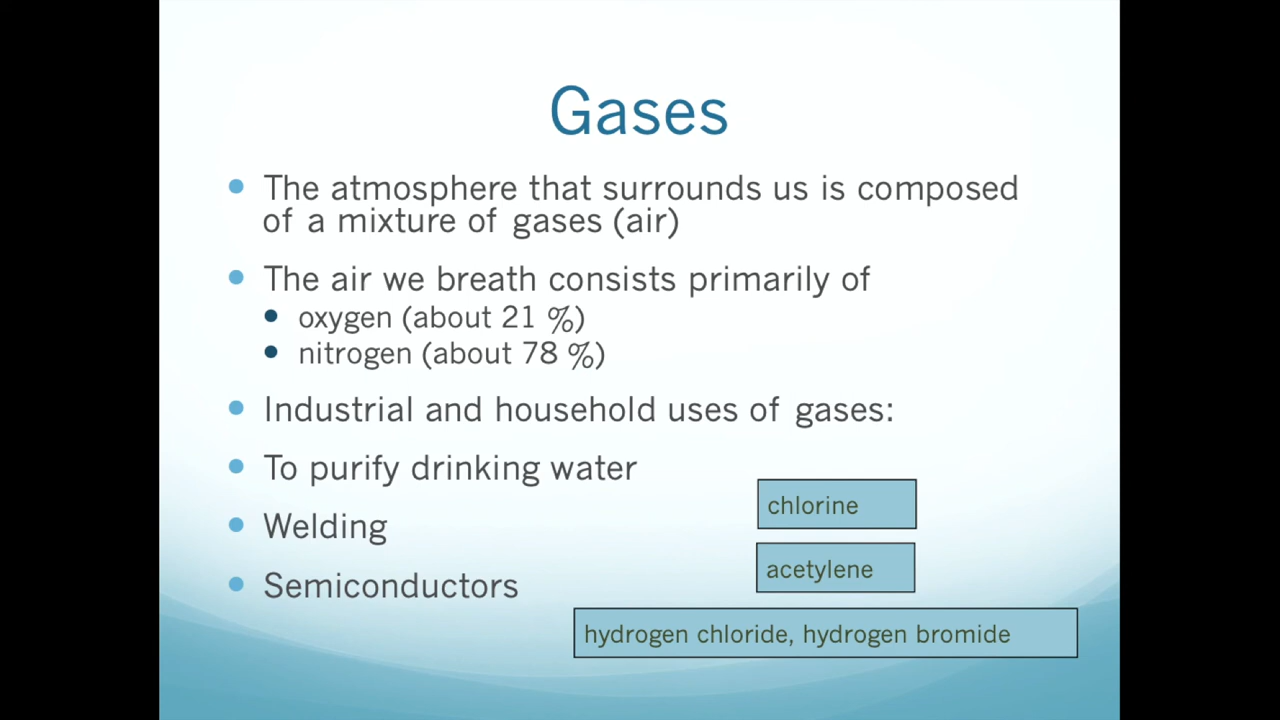 Gases
The atmosphere that surrounds us is composed
of a mixture of gases (air)
The air we breath consists primarily of
oxygen (about 21 %)
nitrogen (about 78 %)
Industrial and household uses of gases:
To purify drinking water
chlorine
Welding
acetylene
Semiconductors
hydrogen chloride, hydrogen bromide